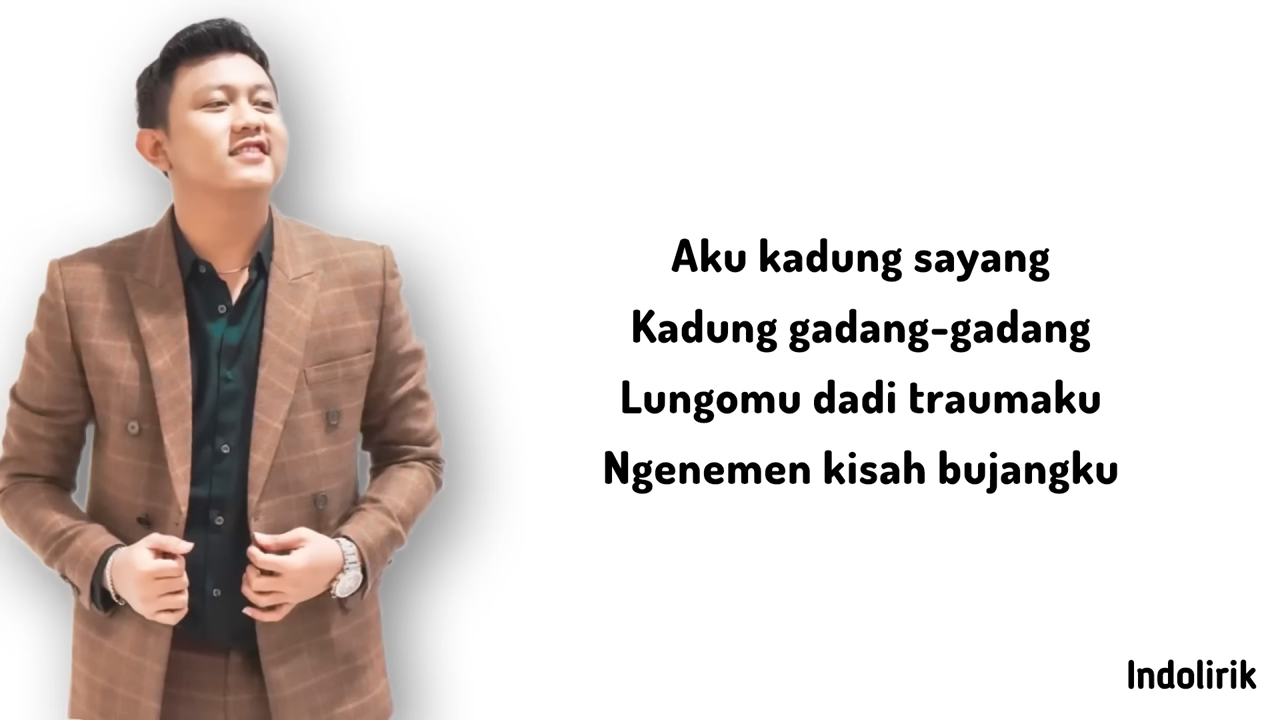 Aku kadung sayang
Kadung gadang-gadang
Lungomu dadi traumaku
Ngenemen kisah bujangku
Indolirik